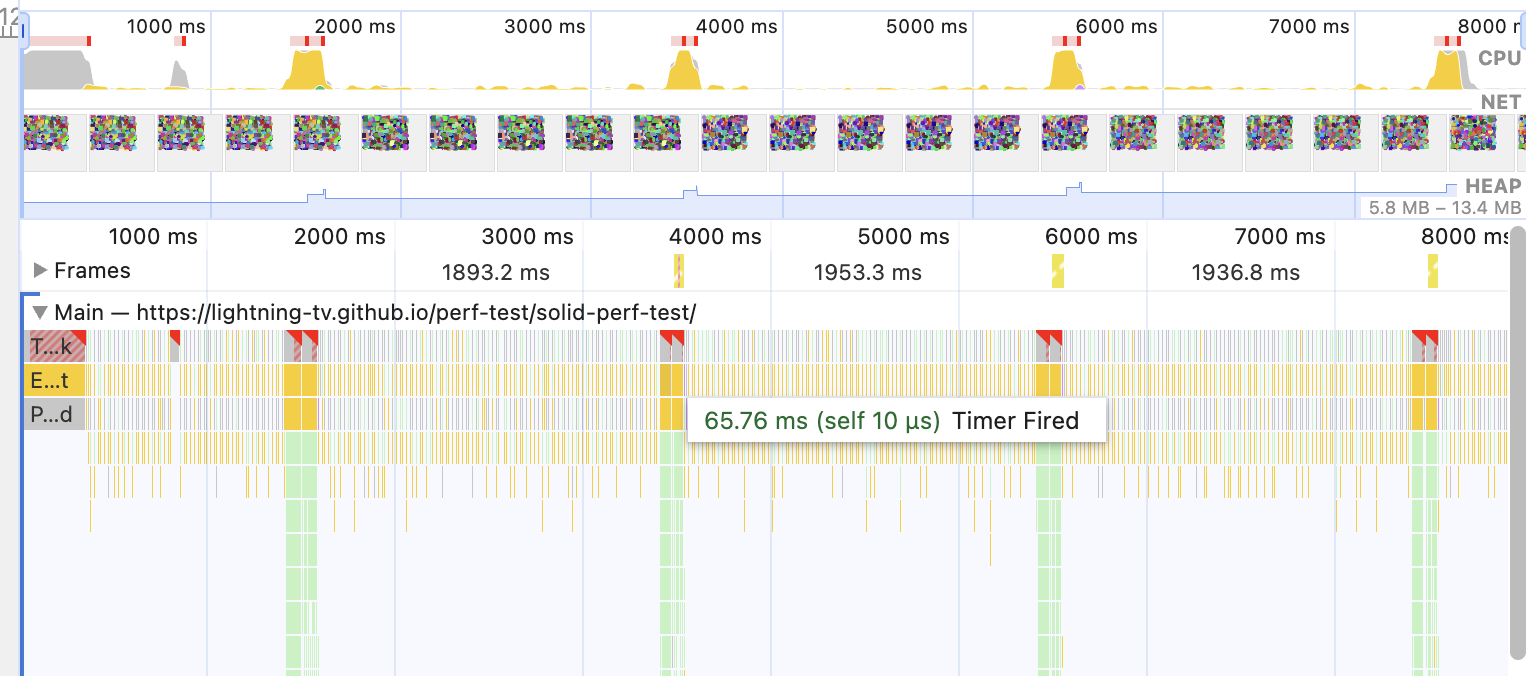 1000 ms 2000 ms 3000 ms 4000 ms 5000 ms 6000 ms 7000 ms 8000
CPU
NET
HEAP
5.8 MB – 13.4 MB
1000 ms 2000 ms 3000 ms 4000 ms 5000 ms 6000 ms 7000 ms 8000 ms
Frames 1893.2 ms 1953.3 ms 1936.8 ms
Main — https://lightning-tv.github.io/perf-test/solid-perf-test/
T...k
E...t
P...d
65.76 ms (self 10 µs) Timer Fired